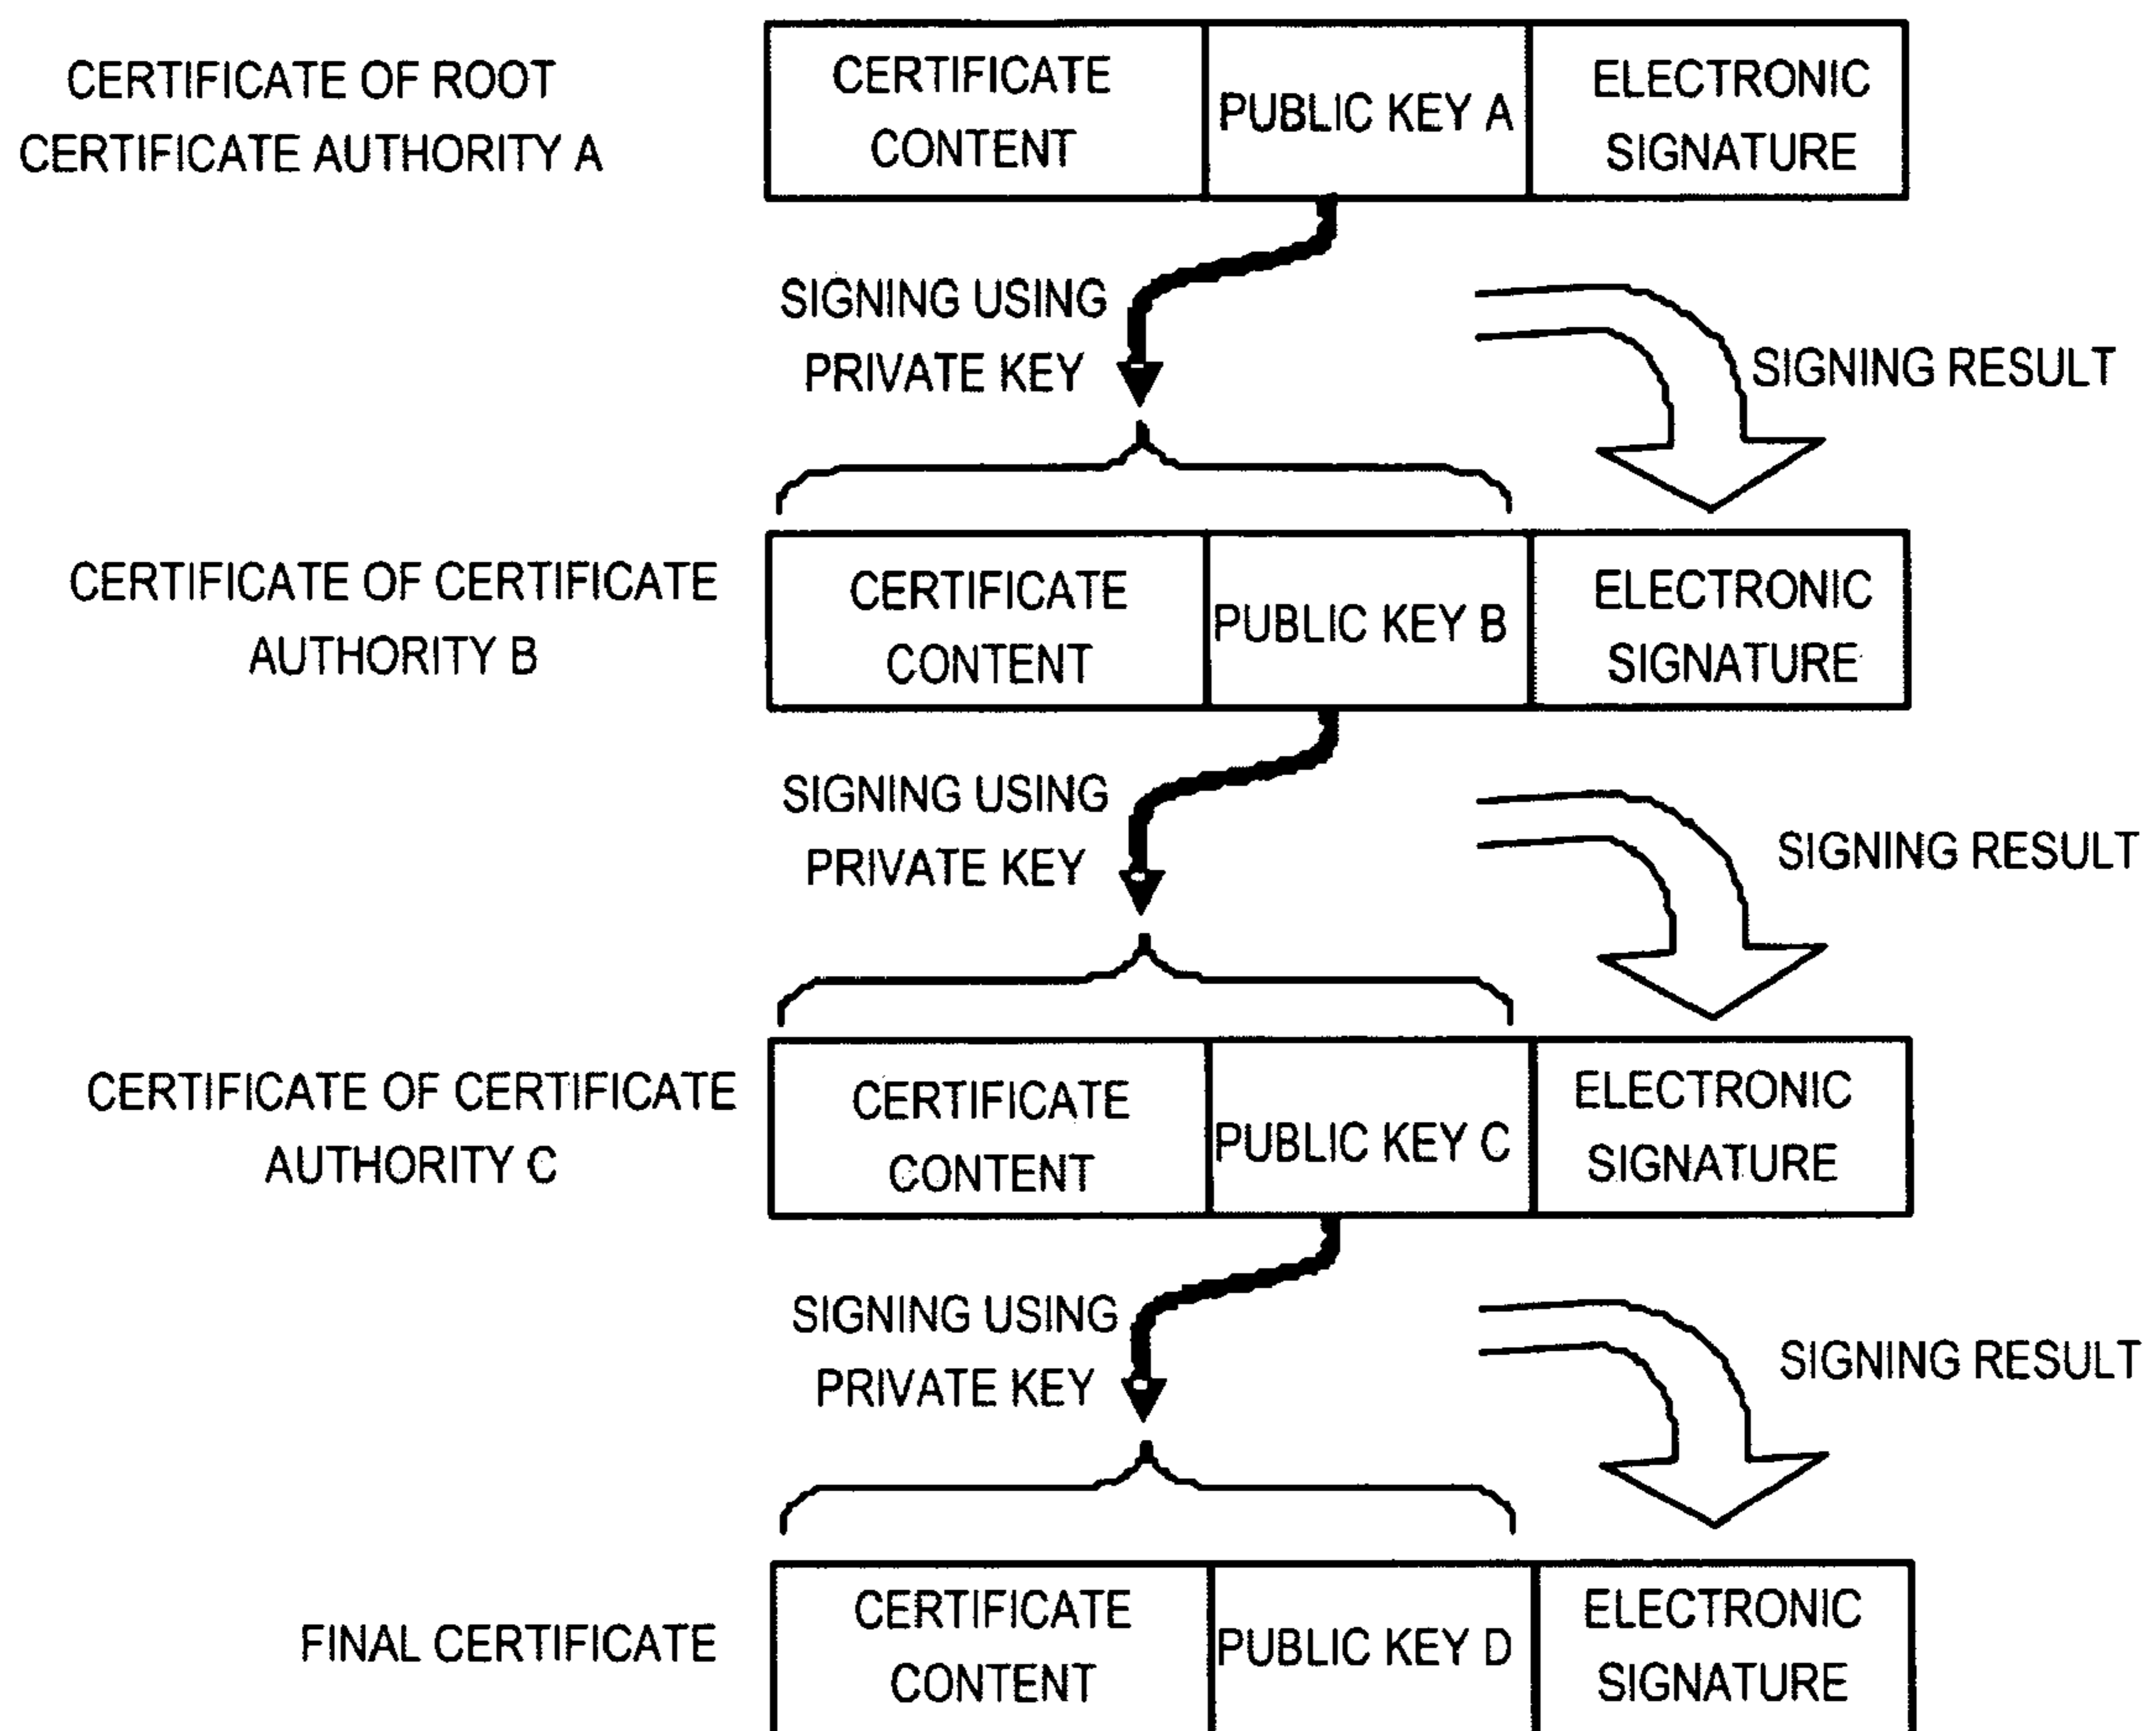 CERTIFICATE OF ROOT
CERTIFICATE AUTHORITY A
CERTIFICATE
CONTENT
PUBLIC KEY A
ELECTRONIC
SIGNATURE
SIGNING USING
PRIVATE KEY
SIGNING RESULT
CERTIFICATE OF CERTIFICATE
AUTHORITY B
CERTIFICATE
CONTENT
PUBLIC KEY B
ELECTRONIC
SIGNATURE
SIGNING USING
PRIVATE KEY
SIGNING RESULT
CERTIFICATE OF CERTIFICATE
AUTHORITY C
CERTIFICATE
CONTENT
PUBLIC KEY C
ELECTRONIC
SIGNATURE
SIGNING USING
PRIVATE KEY
SIGNING RESULT
FINAL CERTIFICATE
CERTIFICATE
CONTENT
PUBLIC KEY D
ELECTRONIC
SIGNATURE